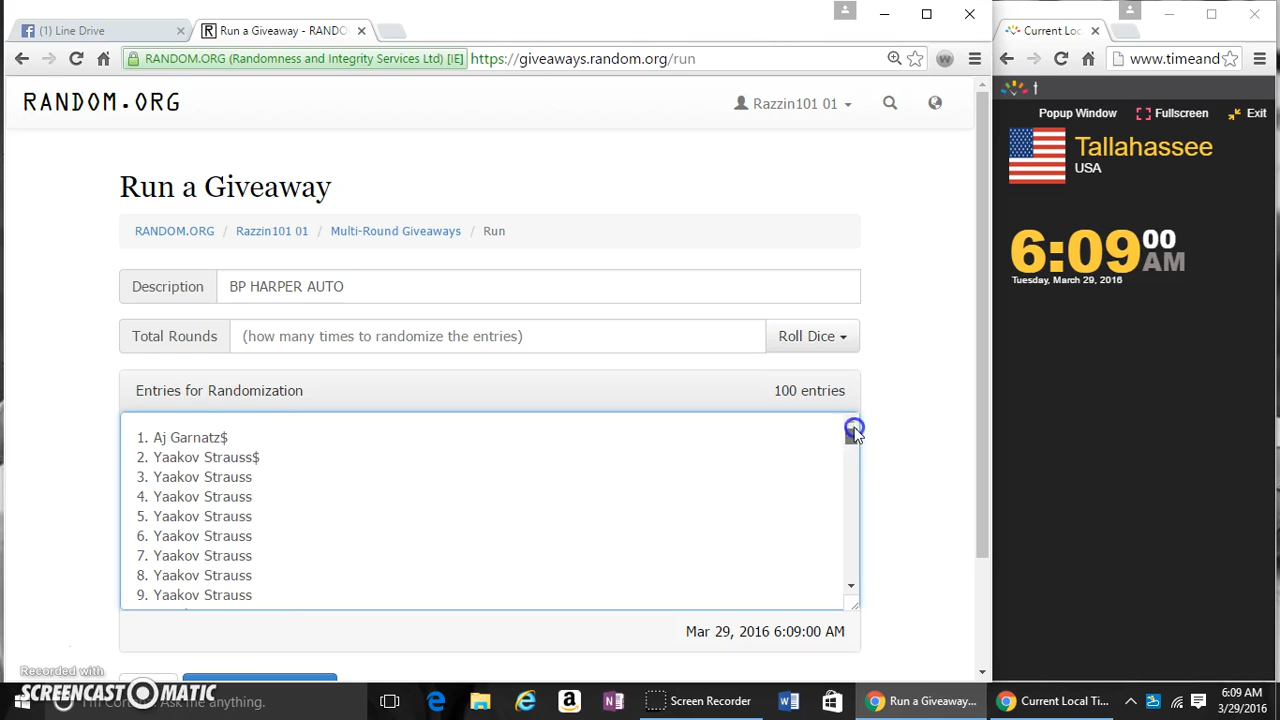 (1) Line Drive
Run a Giveaway - RANDO
RANDOM.ORG (Randomness and Integrity Services Ltd) [IE] https://giveaways.random.org/run
RANDOM.ORG
Razzin101 01
Run a Giveaway
RANDOM.ORG / Razzin101 01 / Multi-Round Giveaways / Run
Description BP HARPER AUTO
Total Rounds (how many times to randomize the entries) Roll Dice
Entries for Randomization 100 entries
1. Aj Garnatz$
2. Yaakov Strauss$
3. Yaakov Strauss
4. Yaakov Strauss
5. Yaakov Strauss
6. Yaakov Strauss
7. Yaakov Strauss
8. Yaakov Strauss
9. Yaakov Strauss
Mar 29, 2016 6:09:00 AM
Current Loc
www.timeand
Popup Window Fullscreen Exit
Tallahassee
USA
6:09 00 AM
Tuesday, March 29, 2016
Recorded with
SCREENCAST-O-MATIC
I'm Cortana. Ask me anything.
Screen Recorder
Run a Giveaway...
Current Local Ti...
6:09 AM
3/29/2016